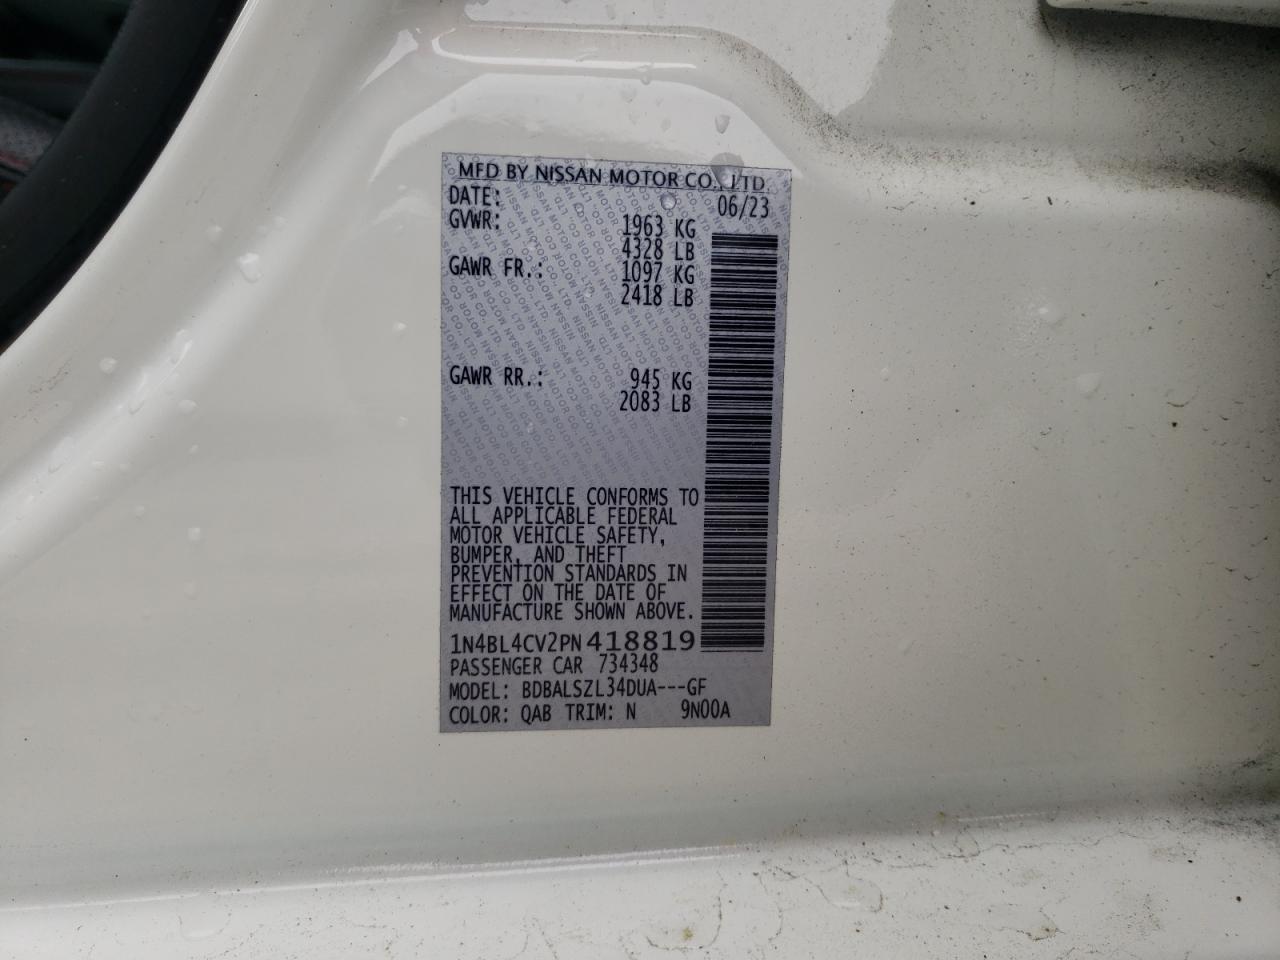 MFD BY NISSAN MOTOR CO., LTD.
DATE: 06/23
GVWR: 1963 KG
4328 LB
GAWR FR.: 1097 KG
2418 LB
GAWR RR.: 945 KG
2083 LB
THIS VEHICLE CONFORMS TO
ALL APPLICABLE FEDERAL
MOTOR VEHICLE SAFETY,
BUMPER, AND THEFT
PREVENTION STANDARDS IN
EFFECT ON THE DATE OF
MANUFACTURE SHOWN ABOVE.
1N4BL4CV2PN418819
PASSENGER CAR 734348
MODEL: BDBALSZL34DUA---GF
COLOR: QAB TRIM: N 9N00A